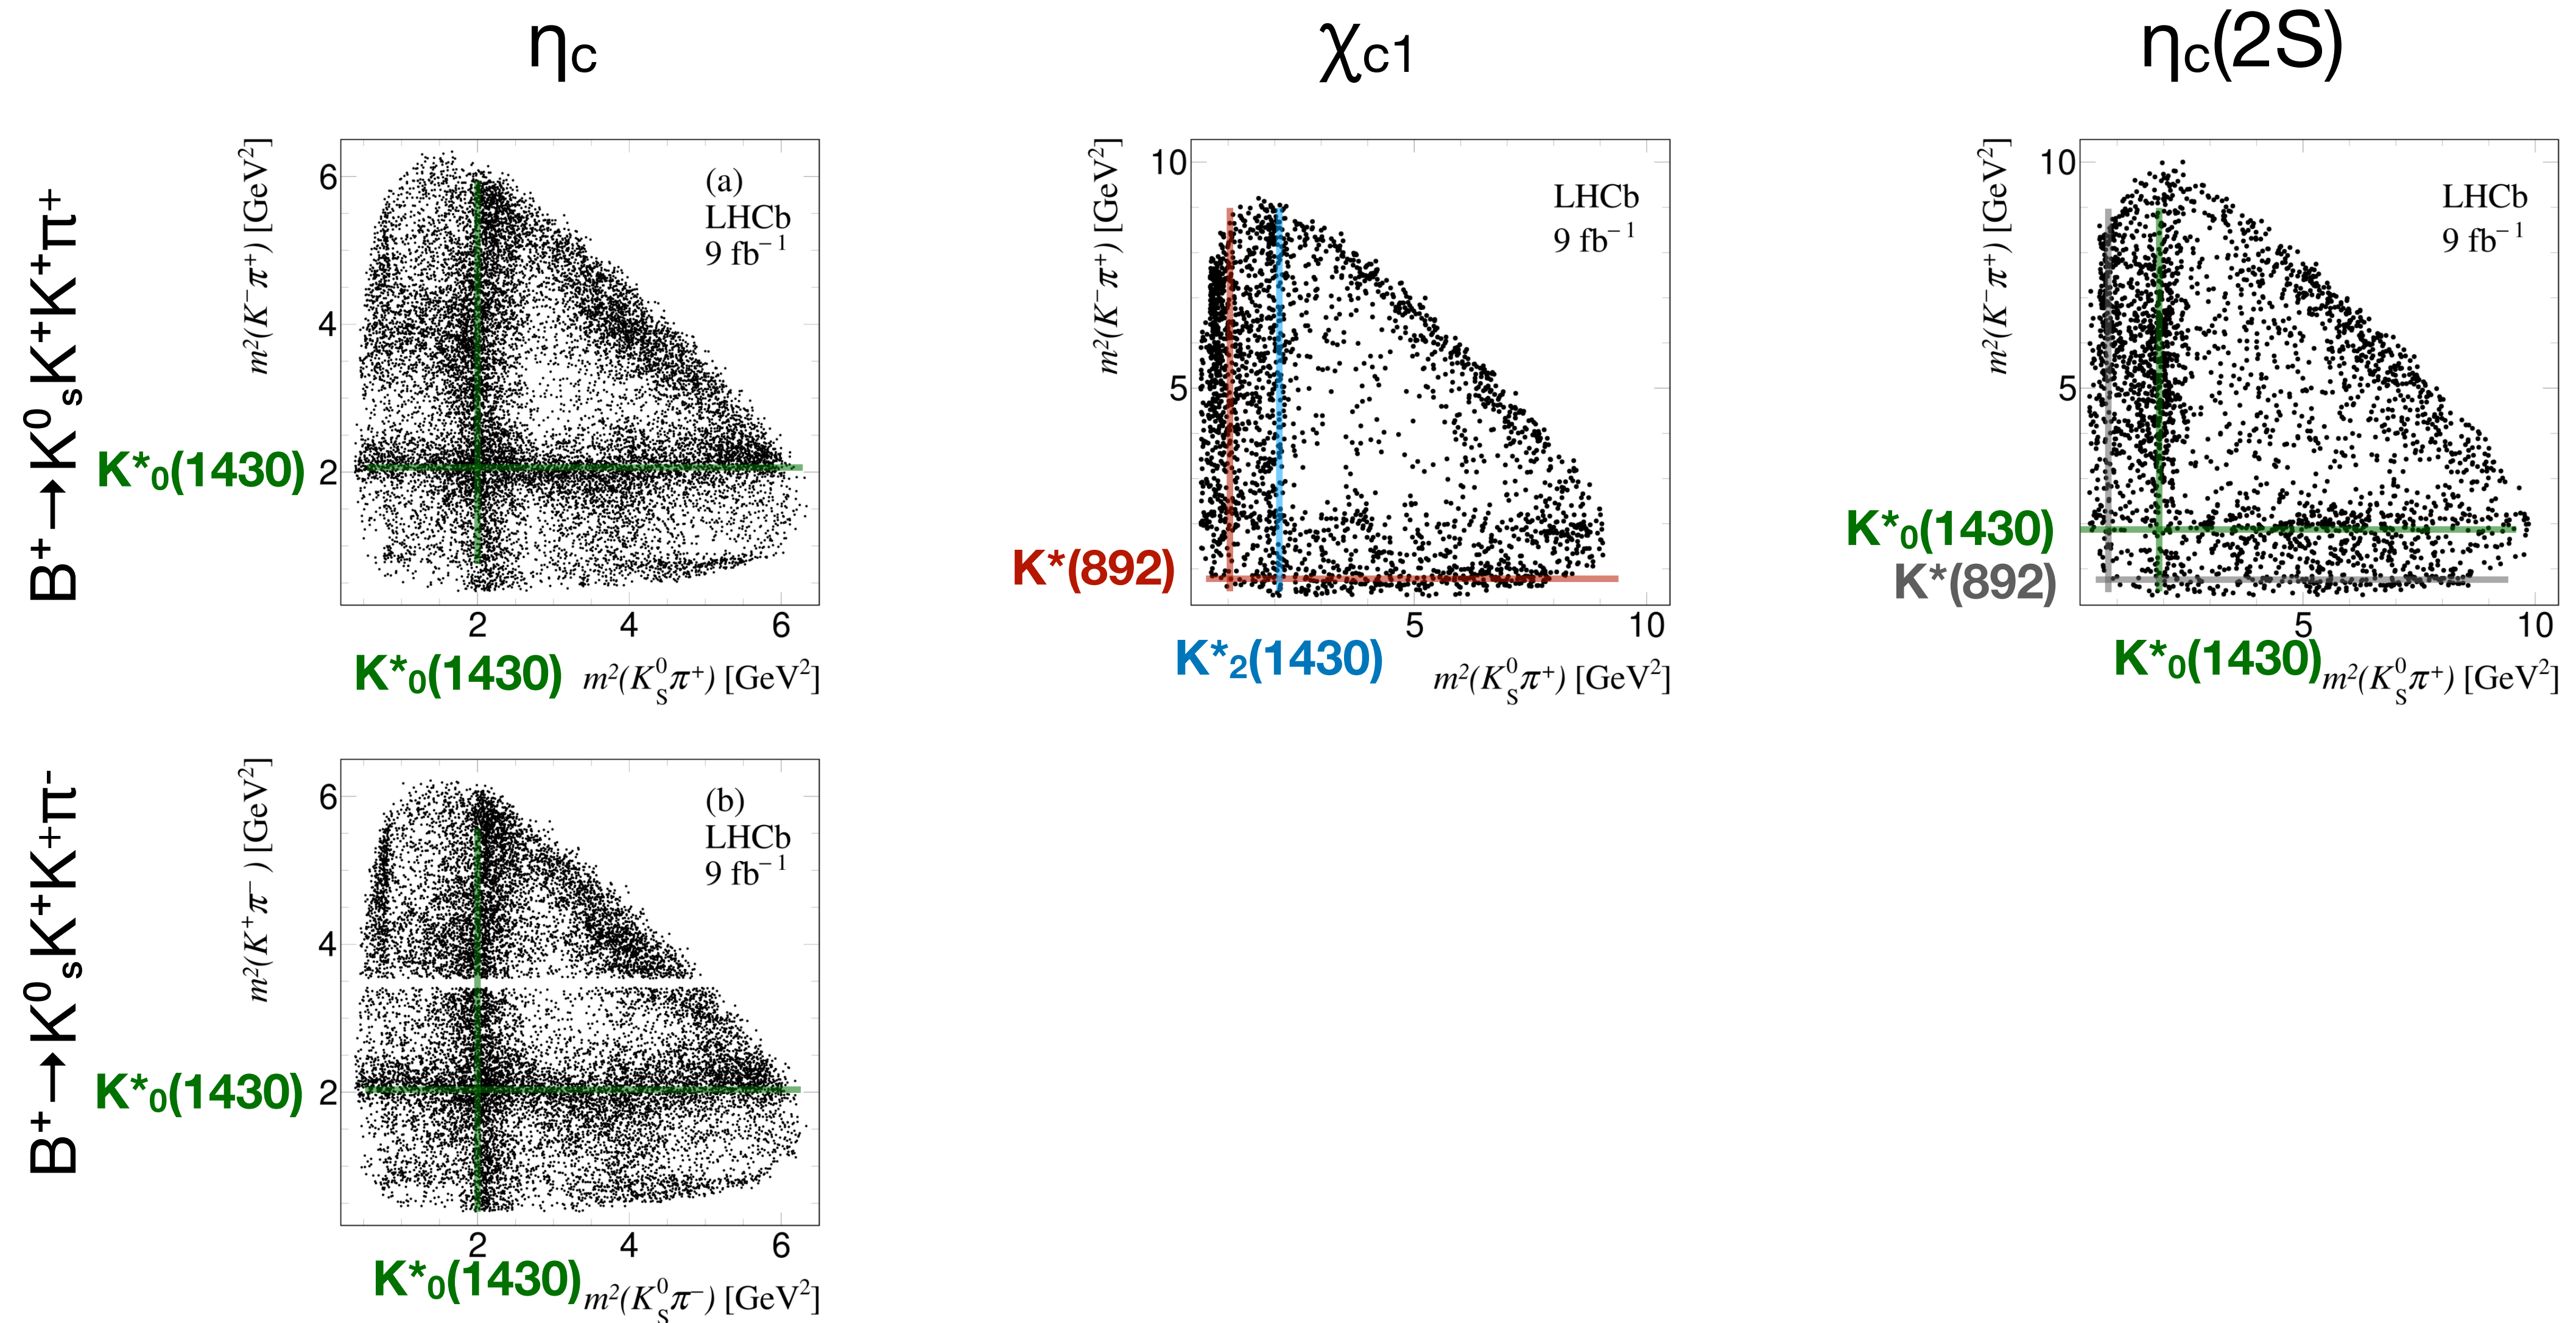 ηc
χc1
ηc(2S)
B⁺→K⁰sK⁺K⁻π⁺
m²(K⁻π⁺) [GeV²]
6
4
2
(a)
LHCb
9 fb⁻¹
K*₀(1430)
2
4
6
K*₀(1430)
m²(K⁰Sπ⁺) [GeV²]
m²(K⁻π⁺) [GeV²]
10
5
LHCb
9 fb⁻¹
K*(892)
5
10
K*₂(1430)
m²(K⁰Sπ⁺) [GeV²]
m²(K⁻π⁺) [GeV²]
10
5
LHCb
9 fb⁻¹
K*₀(1430)
K*(892)
5
10
K*₀(1430)
m²(K⁰Sπ⁺) [GeV²]
B⁺→K⁰sK⁺K⁺π⁻
m²(K⁺π⁻) [GeV²]
6
4
2
(b)
LHCb
9 fb⁻¹
K*₀(1430)
2
4
6
K*₀(1430)
m²(K⁰Sπ⁻) [GeV²]